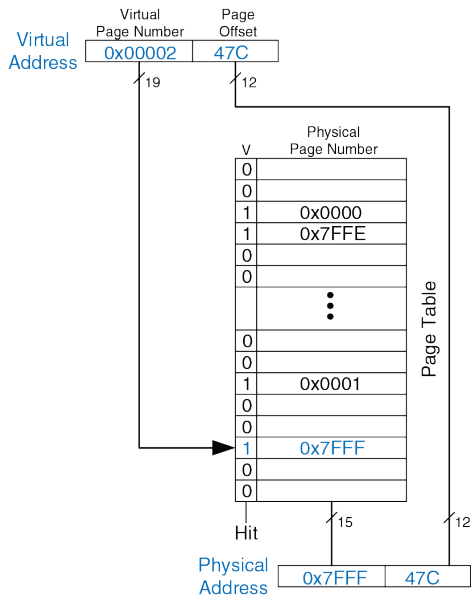 Virtual Page Number
Page Offset
Virtual Address
0x00002 47C
19 12
Physical Page Number
V
0
0
1 0x0000
1 0x7FFE
0
0
0
0
1 0x0001
0
0
1 0x7FFF
0
0
Page Table
Hit
15 12
Physical Address
0x7FFF 47C